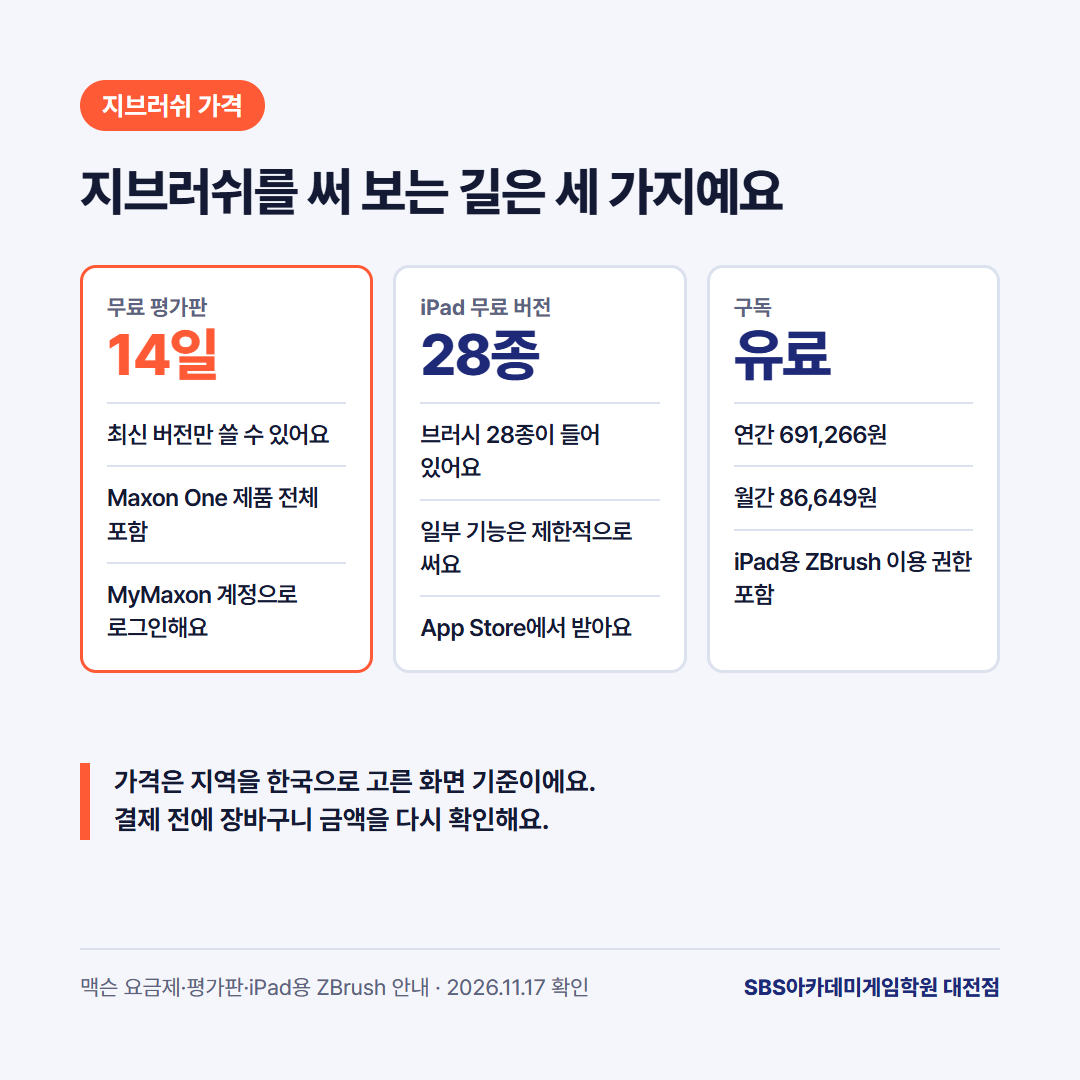 지브러쉬 가격
지브러쉬를 써 보는 길은 세 가지예요
무료 평가판
14일
최신 버전만 쓸 수 있어요
Maxon One 제품 전체
포함
MyMaxon 계정으로
로그인해요
iPad 무료 버전
28종
브러시 28종이 들어
있어요
일부 기능은 제한적으로
써요
App Store에서 받아요
구독
유료
연간 691,266원
월간 86,649원
iPad용 ZBrush 이용 권한
포함
가격은 지역을 한국으로 고른 화면 기준이에요.
결제 전에 장바구니 금액을 다시 확인해요.
맥슨 요금제·평가판·iPad용 ZBrush 안내 · 2026.11.17 확인
SBS아카데미게임학원 대전점